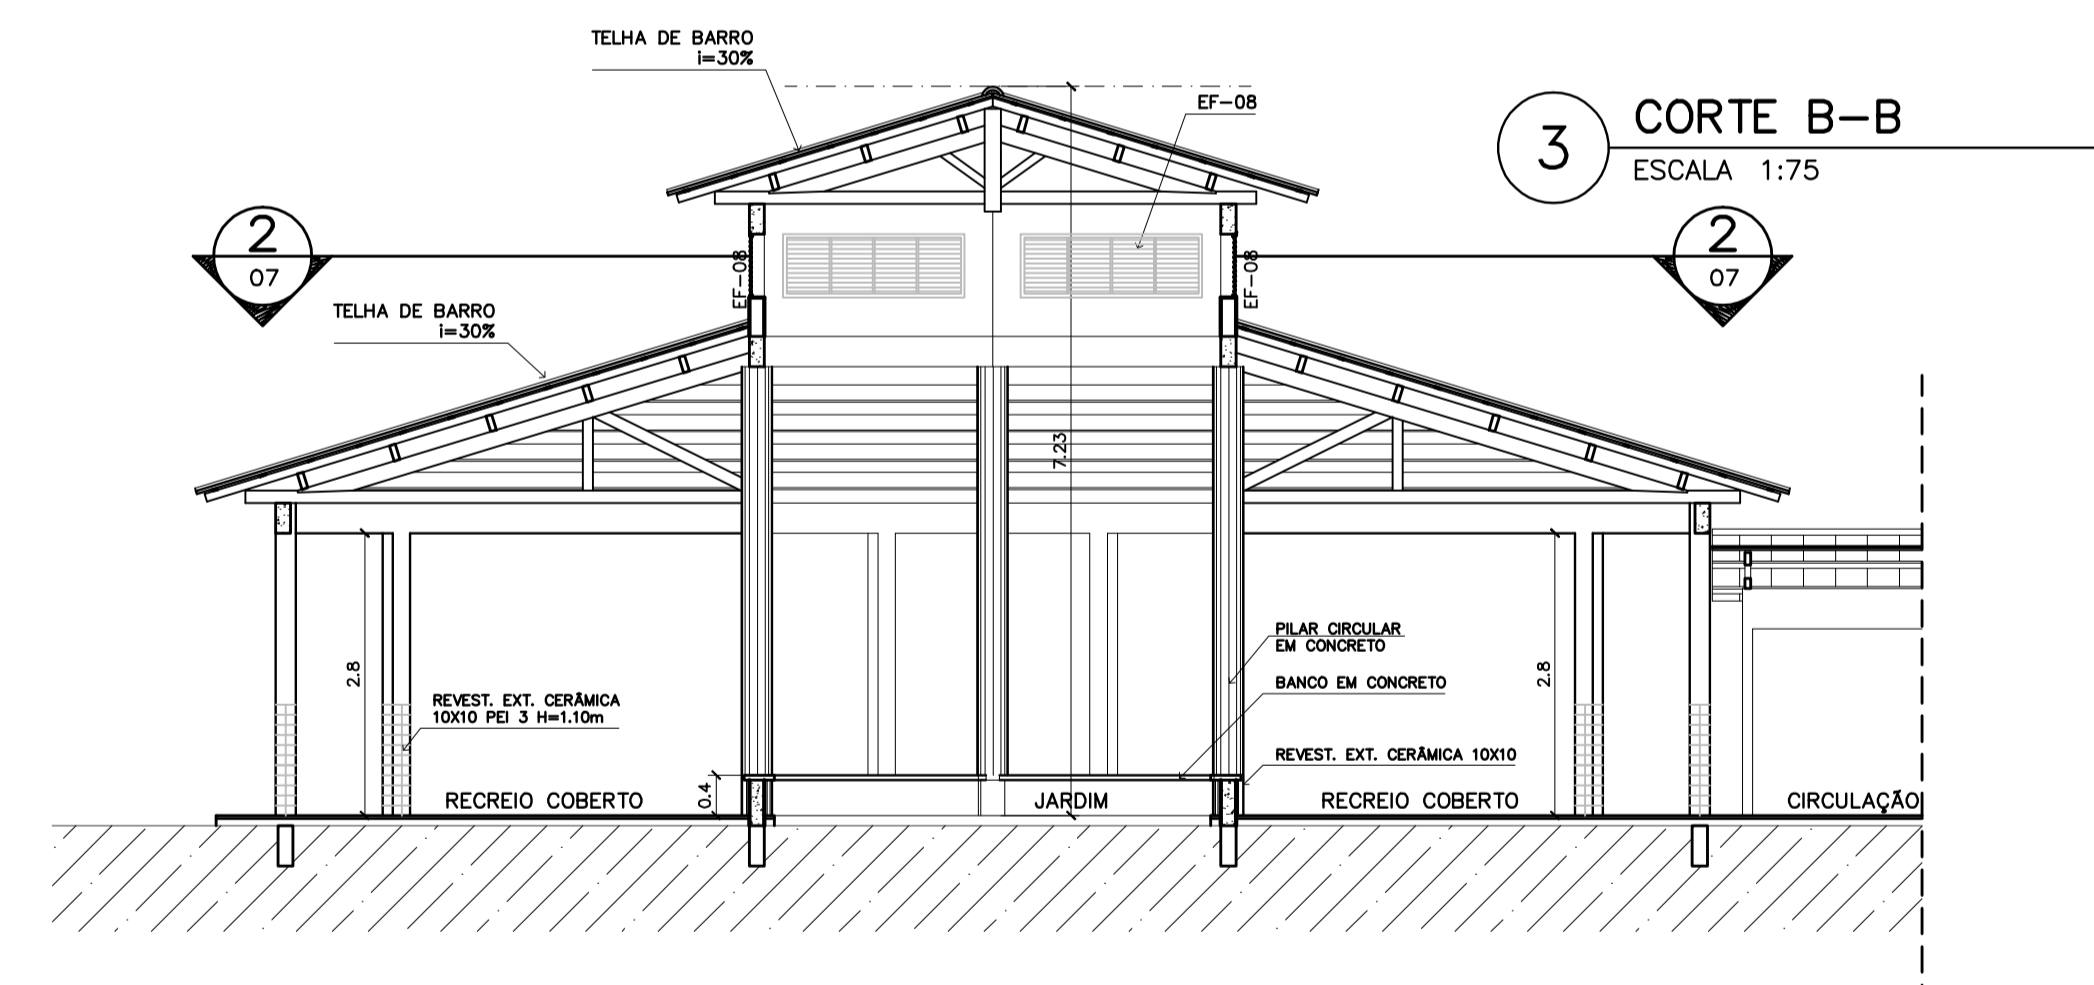 TELHA DE BARRO
i=30%
EF-08
3
CORTE B-B
ESCALA 1:75
2
07
2
07
EF-08
EF-08
TELHA DE BARRO
i=30%
7.23
2.8
2.8
PILAR CIRCULAR
EM CONCRETO
BANCO EM CONCRETO
REVEST. EXT. CERÂMICA
10X10 PEI 3 H=1.10m
REVEST. EXT. CERÂMICA 10X10
0.4
RECREIO COBERTO
JARDIM
RECREIO COBERTO
CIRCULAÇÃO